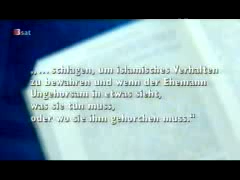 3sat
„... schlagen, um islamisches Verhalten
zu bewahren und wenn der Ehemann
Ungehorsam in etwas sieht,
was sie tun muss,
oder wo sie ihm gehorchen muss."